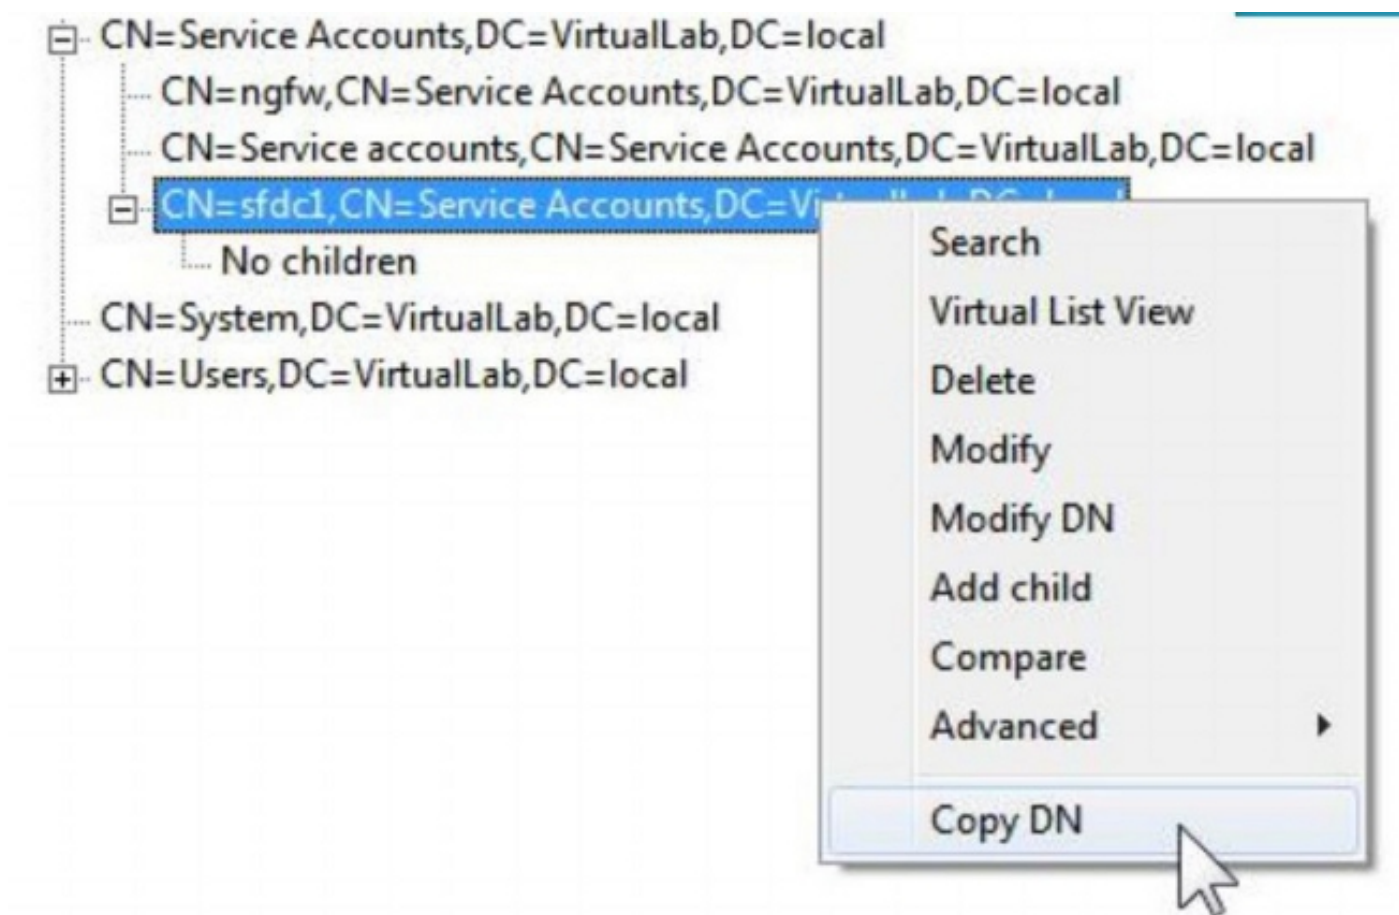 CN=Service Accounts,DC=VirtualLab,DC=local
CN=ngfw,CN=Service Accounts,DC=VirtualLab,DC=local
CN=Service accounts,CN=Service Accounts,DC=VirtualLab,DC=local
CN=sfdc1,CN=Service Accounts,DC=
No children
CN=System,DC=VirtualLab,DC=local
CN=Users,DC=VirtualLab,DC=local
Search
Virtual List View
Delete
Modify
Modify DN
Add child
Compare
Advanced
Copy DN